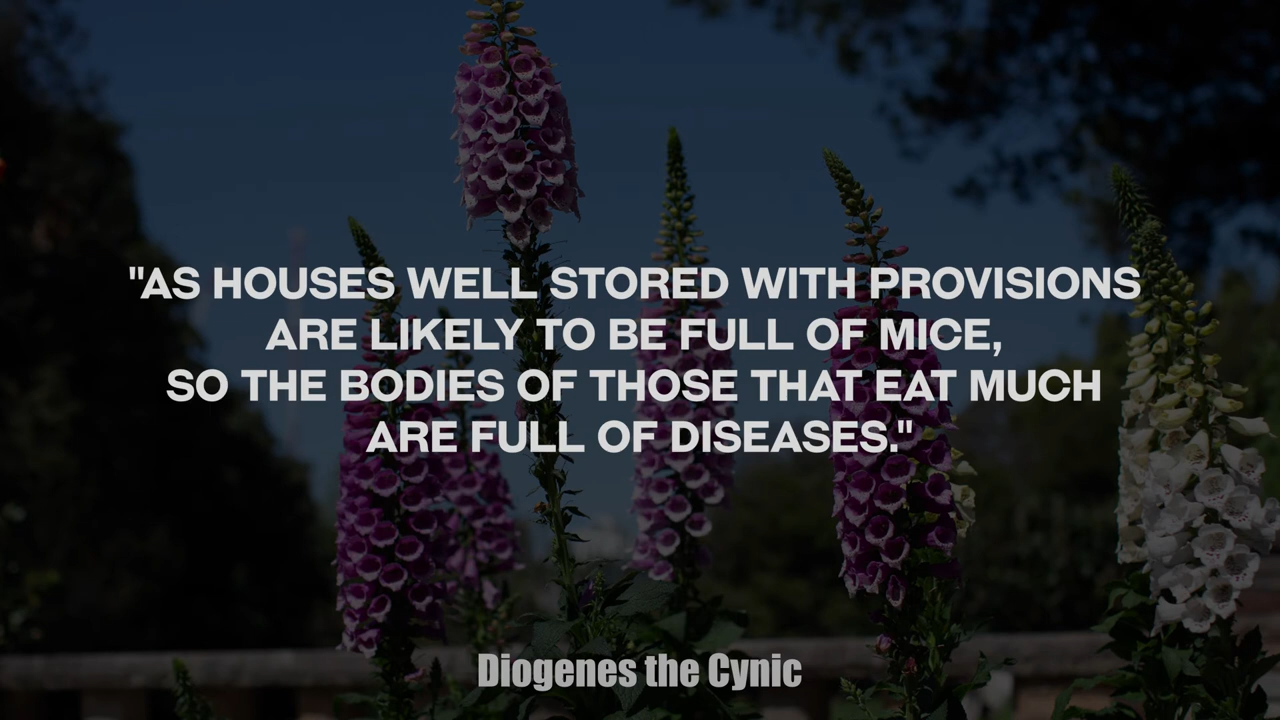 "AS HOUSES WELL STORED WITH PROVISIONS
ARE LIKELY TO BE FULL OF MICE,
SO THE BODIES OF THOSE THAT EAT MUCH
ARE FULL OF DISEASES."
Diogenes the Cynic